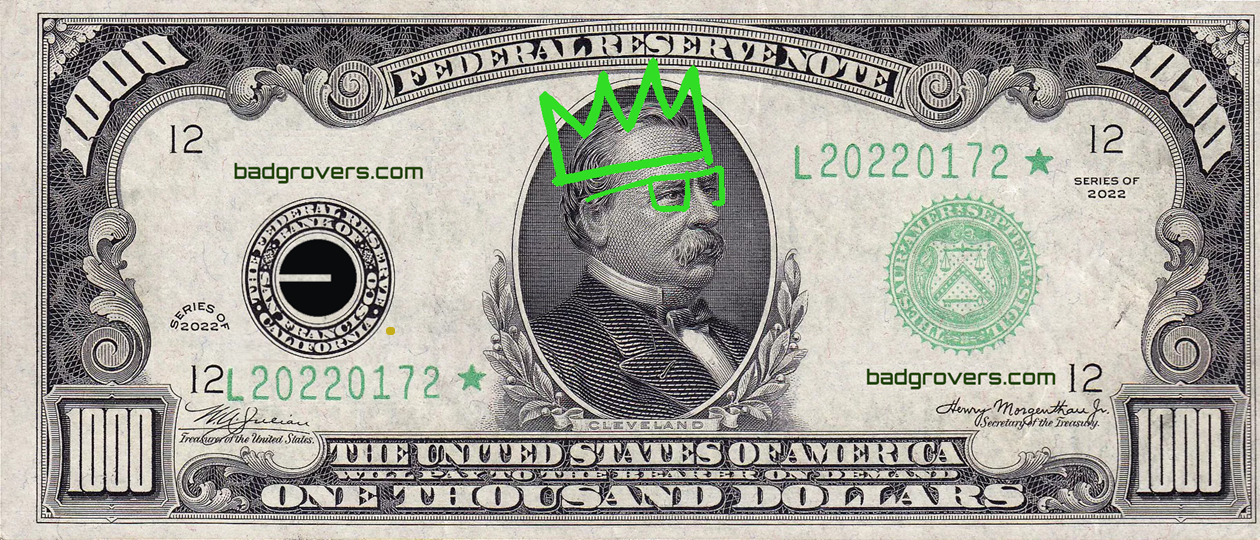 FEDERAL RESERVE NOTE
1000
1000
12
12
badgrovers.com
L20220172
SERIES OF
2022
THE FEDERAL RESERVE
BANK OF
SAN FRANCISCO
CALIFORNIA
SERIES OF
2022
12
L20220172
badgrovers.com
12
W. A. Julian
Treasurer of the United States.
Henry Morgenthau Jr.
Secretary of the Treasury.
CLEVELAND
1000
1000
THE UNITED STATES OF AMERICA
WILL PAY TO THE BEARER ON DEMAND
ONE THOUSAND DOLLARS